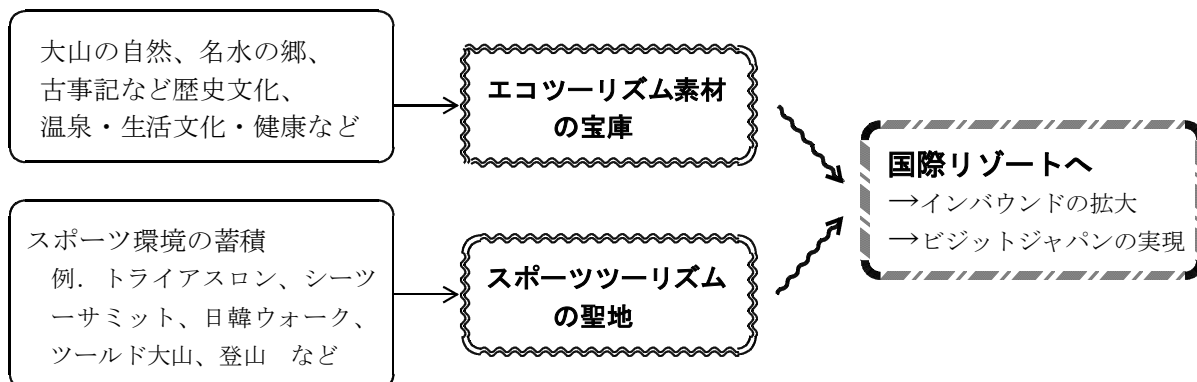 大山の自然、名水の郷、
古事記など歴史文化、
温泉・生活文化・健康など
エコツーリズム素材
の宝庫
スポーツ環境の蓄積
例．トライアスロン、シーツ
ーサミット、日韓ウォーク、
ツールド大山、登山　など
スポーツツーリズム
の聖地
国際リゾートへ
→インバウンドの拡大
→ビジットジャパンの実現